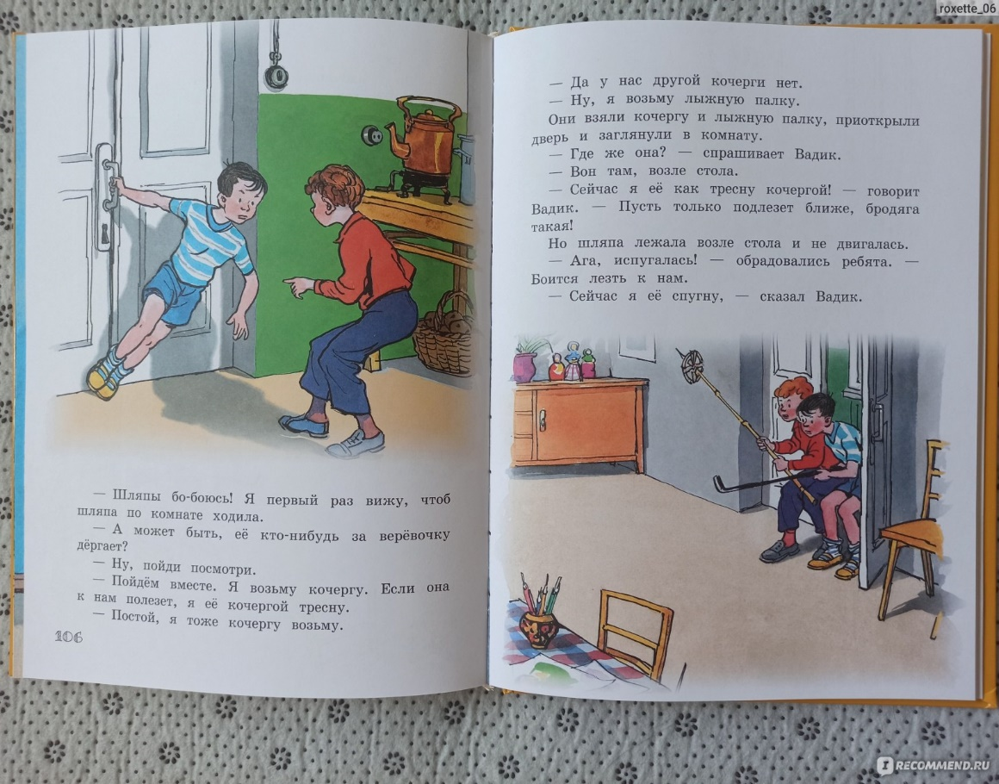 roxette_06
— Шляпы бо-боюсь! Я первый раз вижу, чтоб
шляпа по комнате ходила.
— А может быть, её кто-нибудь за верёвочку
дёргает?
— Ну, пойди посмотри.
— Пойдём вместе. Я возьму кочергу. Если она
к нам полезет, я её кочергой тресну.
— Постой, я тоже кочергу возьму.
106
— Да у нас другой кочерги нет.
— Ну, я возьму лыжную палку.
Они взяли кочергу и лыжную палку, приоткрыли
дверь и заглянули в комнату.
— Где же она? — спрашивает Вадик.
— Вон там, возле стола.
— Сейчас я её как тресну кочергой! — говорит
Вадик. — Пусть только подлезет ближе, бродяга
такая!
Но шляпа лежала возле стола и не двигалась.
— Ага, испугалась! — обрадовались ребята. —
Боится лезть к нам.
— Сейчас я её спугну, — сказал Вадик.
IRECOMMEND.RU